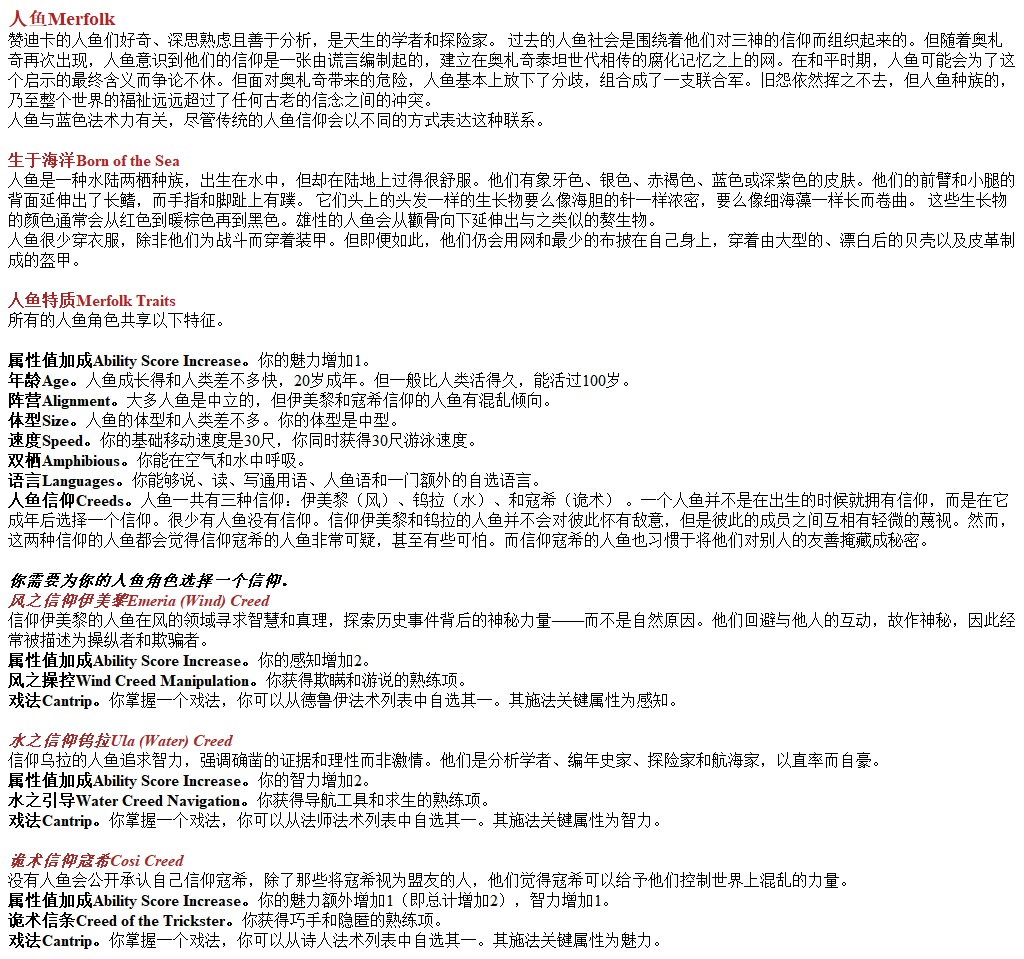 人鱼Merfolk
赞迪卡的人鱼们好奇、深思熟虑且善于分析，是天生的学者和探险家。 过去的人鱼社会是围绕着他们对三神的信仰而组织起来的。但随着奥札
奇再次出现，人鱼意识到他们的信仰是一张由谎言编制起的，建立在奥札奇泰坦世代相传的腐化记忆之上的网。在和平时期，人鱼可能会为了这
个启示的最终含义而争论不休。但面对奥札奇带来的危险，人鱼基本上放下了分歧，组合成了一支联合军。旧怨依然挥之不去，但人鱼种族的，
乃至整个世界的福祉远远超过了任何古老的信念之间的冲突。
人鱼与蓝色法术力有关，尽管传统的人鱼信仰会以不同的方式表达这种联系。
生于海洋Born of the Sea
人鱼是一种水陆两栖种族，出生在水中，但却在陆地上过得很舒服。他们有象牙色、银色、赤褐色、蓝色或深紫色的皮肤。他们的前臂和小腿的
背面延伸出了长鳍，而手指和脚趾上有蹼。 它们头上的头发一样的生长物要么像海胆的针一样浓密，要么像细海藻一样长而卷曲。 这些生长物
的颜色通常会从红色到暖棕色再到黑色。雄性的人鱼会从颧骨向下延伸出与之类似的螯生物。
人鱼很少穿衣服，除非他们为战斗而穿着装甲。但即便如此，他们仍会用网和最少的布披在自己身上，穿着由大型的、漂白后的贝壳以及皮革制
成的盔甲。
人鱼特质Merfolk Traits
所有的人鱼角色共享以下特征。
属性值加成Ability Score Increase。你的魅力增加1。
年龄Age。人鱼成长得和人类差不多快，20岁成年。但一般比人类活得久，能活过100岁。
阵营Alignment。大多人鱼是中立的，但伊美黎和寇希信仰的人鱼有混乱倾向。
体型Size。人鱼的体型和人类差不多。你的体型是中型。
速度Speed。你的基础移动速度是30尺，你同时获得30尺游泳速度。
双栖Amphibious。你能在空气和水中呼吸。
语言Languages。你能够说、读、写通用语、人鱼语和一门额外的自选语言。
人鱼信仰Creeds。人鱼一共有三种信仰：伊美黎（风）、钨拉（水）、和寇希（诡术） 。一个人鱼并不是在出生的时候就拥有信仰，而是在它
成年后选择一个信仰。很少有人鱼没有信仰。信仰伊美黎和钨拉的人鱼并不会对彼此怀有敌意，但是彼此的成员之间互相有轻微的蔑视。然而，
这两种信仰的人鱼都会觉得信仰寇希的人鱼非常可疑，甚至有些可怕。而信仰寇希的人鱼也习惯于将他们对别人的友善掩藏成秘密。
你需要为你的人鱼角色选择一个信仰。
风之信仰伊美黎Emeria (Wind) Creed
信仰伊美黎的人鱼在风的领域寻求智慧和真理，探索历史事件背后的神秘力量——而不是自然原因。他们回避与他人的互动，故作神秘，因此经
常被描述为操纵者和欺骗者。
属性值加成Ability Score Increase。你的感知增加2。
风之操控Wind Creed Manipulation。你获得欺瞒和游说的熟练项。
戏法Cantrip。你掌握一个戏法，你可以从德鲁伊法术列表中自选其一。其施法关键属性为感知。
水之信仰钨拉Ula (Water) Creed
信仰乌拉的人鱼追求智力，强调确凿的证据和理性而非激情。他们是分析学者、编年史家、探险家和航海家，以直率而自豪。
属性值加成Ability Score Increase。你的智力增加2。
水之引导Water Creed Navigation。你获得导航工具和求生的熟练项。
戏法Cantrip。你掌握一个戏法，你可以从法师法术列表中自选其一。其施法关键属性为智力。
诡术信仰寇希Cosi Creed
没有人鱼会公开承认自己信仰寇希，除了那些将寇希视为盟友的人，他们觉得寇希可以给予他们控制世界上混乱的力量。
属性值加成Ability Score Increase。你的魅力额外增加1（即总计增加2），智力增加1。
诡术信条Creed of the Trickster。你获得巧手和隐匿的熟练项。
戏法Cantrip。你掌握一个戏法，你可以从诗人法术列表中自选其一。其施法关键属性为魅力。